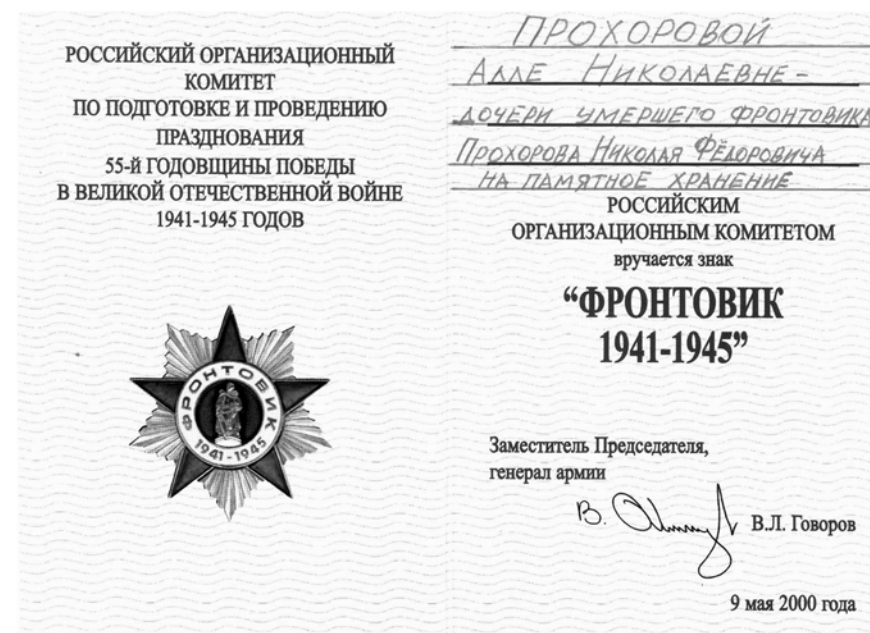 РОССИЙСКИЙ ОРГАНИЗАЦИОННЫЙ
КОМИТЕТ
ПО ПОДГОТОВКЕ И ПРОВЕДЕНИЮ
ПРАЗДНОВАНИЯ
55-й ГОДОВЩИНЫ ПОБЕДЫ
В ВЕЛИКОЙ ОТЕЧЕСТВЕННОЙ ВОЙНЕ
1941-1945 ГОДОВ
ФРОНТОВИК
1941-1945
ПРОХОРОВОЙ
АЛЛЕ НИКОЛАЕВНЕ -
ДОЧЕРИ УМЕРШЕГО ФРОНТОВИКА
ПРОХОРОВА НИКОЛАЯ ФЁДОРОВИЧА
НА ПАМЯТНОЕ ХРАНЕНИЕ
РОССИЙСКИМ
ОРГАНИЗАЦИОННЫМ КОМИТЕТОМ
вручается знак
“ФРОНТОВИК
1941-1945”
Заместитель Председателя,
генерал армии
В.Л. Говоров
9 мая 2000 года